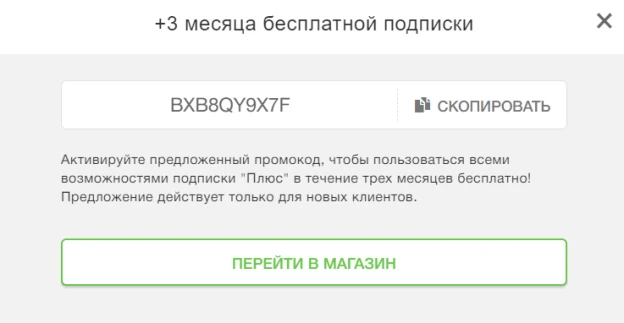 +3 месяца бесплатной подписки
BXB8QY9X7F
СКОПИРОВАТЬ
Активируйте предложенный промокод, чтобы пользоваться всеми
возможностями подписки "Плюс" в течение трех месяцев бесплатно!
Предложение действует только для новых клиентов.
ПЕРЕЙТИ В МАГАЗИН